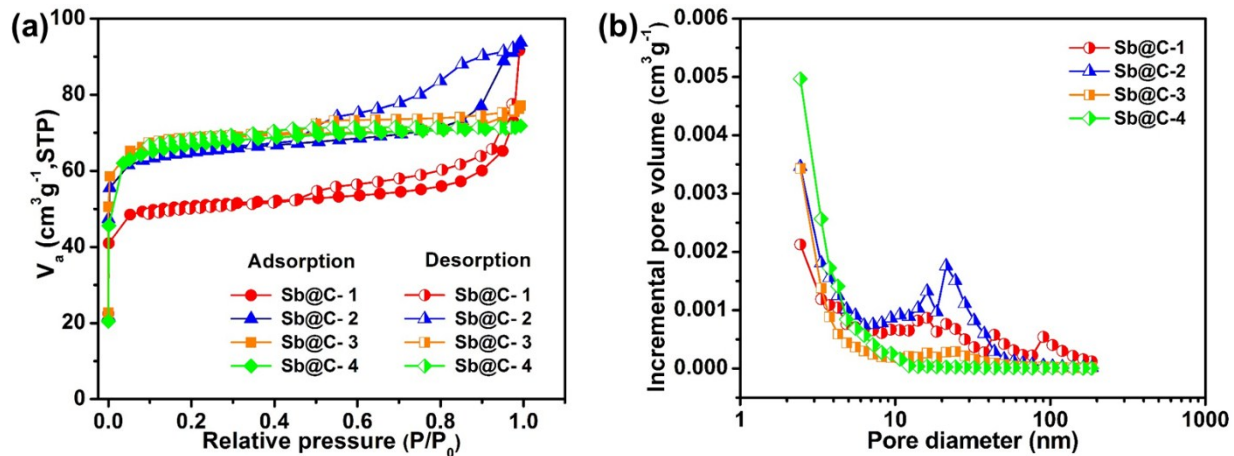 (a)
V_a (cm³g⁻¹,STP)
100
80
60
40
20
0
Adsorption Desorption
Sb@C- 1 Sb@C- 1
Sb@C- 2 Sb@C- 2
Sb@C- 3 Sb@C- 3
Sb@C- 4 Sb@C- 4
0.0 0.2 0.4 0.6 0.8 1.0
Relative pressure (P/P₀)
(b)
Incremental pore volume (cm³g⁻¹)
0.006
0.005
0.004
0.003
0.002
0.001
0.000
Sb@C-1
Sb@C-2
Sb@C-3
Sb@C-4
1 10 100 1000
Pore diameter (nm)